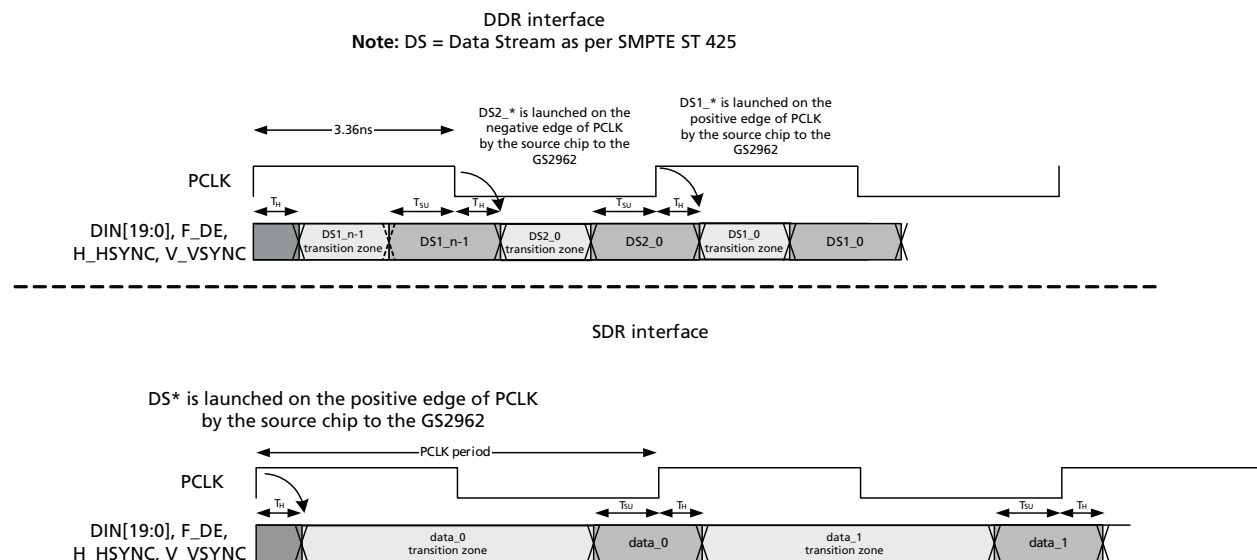 DDR interface
Note: DS = Data Stream as per SMPTE ST 425
DS2_* is launched on the
negative edge of PCLK
by the source chip to the
GS2962
DS1_* is launched on the
positive edge of PCLK
by the source chip to the
GS2962
3.36ns
PCLK
TH TSU TH TSU TH
DIN[19:0], F_DE,
H_HSYNC, V_VSYNC
DS1_n-1
transition zone
DS1_n-1
DS2_0
transition zone
DS2_0
DS1_0
transition zone
DS1_0
SDR interface
DS* is launched on the positive edge of PCLK
by the source chip to the GS2962
PCLK period
PCLK
TH TSU TH TSU TH
DIN[19:0], F_DE,
H_HSYNC, V_VSYNC
data_0
transition zone
data_0
data_1
transition zone
data_1